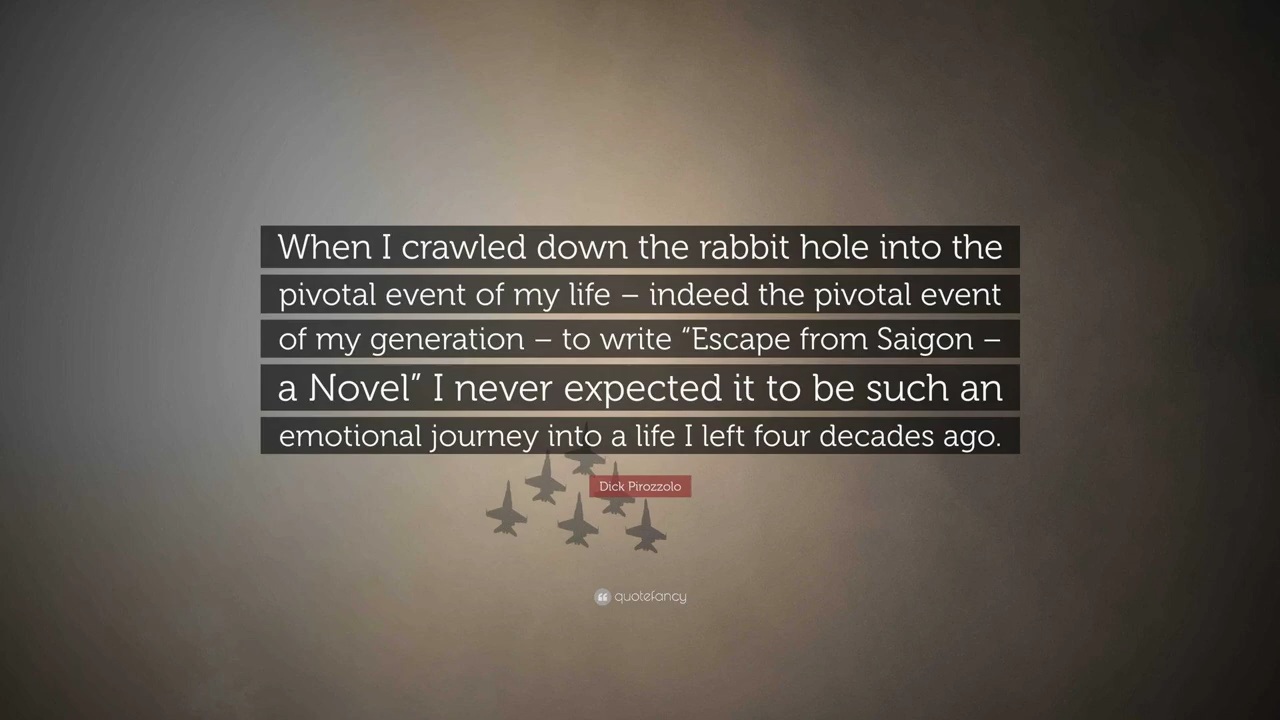 When I crawled down the rabbit hole into the
pivotal event of my life – indeed the pivotal event
of my generation – to write “Escape from Saigon –
a Novel” I never expected it to be such an
emotional journey into a life I left four decades ago.
Dick Pirozzolo
quotefancy